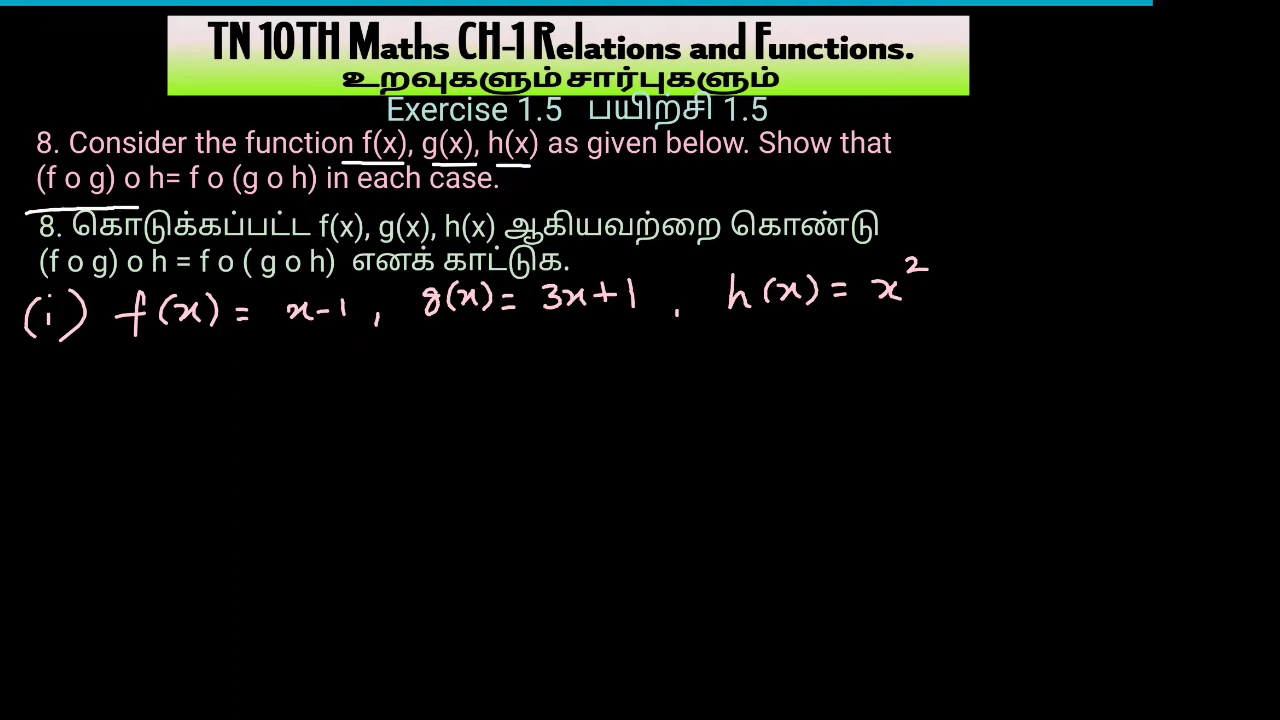 TN 10TH Maths CH-1 Relations and Functions.
உறவுகளும் சார்புகளும்
Exercise 1.5 பயிற்சி 1.5
8. Consider the function f(x), g(x), h(x) as given below. Show that
(f o g) o h= f o (g o h) in each case.
8. கொடுக்கப்பட்ட f(x), g(x), h(x) ஆகியவற்றை கொண்டு
(f o g) o h = f o ( g o h) எனக் காட்டுக.
(i) f(x) = x-1 , g(x) = 3x+1 , h(x) = x²